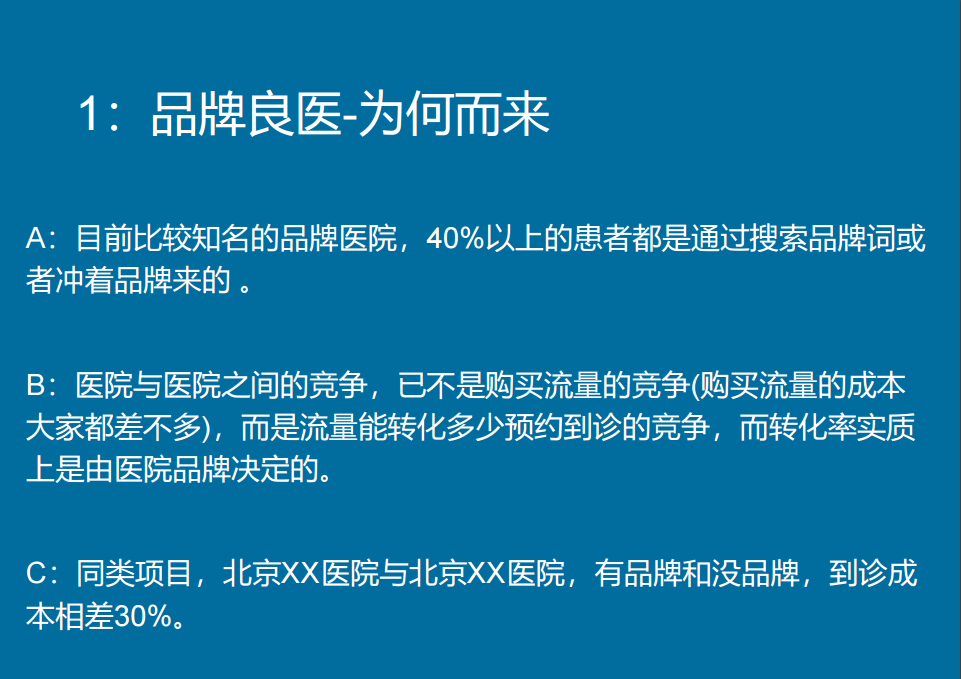 1：品牌良医-为何而来
A：目前比较知名的品牌医院，40%以上的患者都是通过搜索品牌词或
者冲着品牌来的 。
B：医院与医院之间的竞争，已不是购买流量的竞争(购买流量的成本
大家都差不多)，而是流量能转化多少预约到诊的竞争，而转化率实质
上是由医院品牌决定的。
C：同类项目，北京XX医院与北京XX医院，有品牌和没品牌，到诊成
本相差30%。